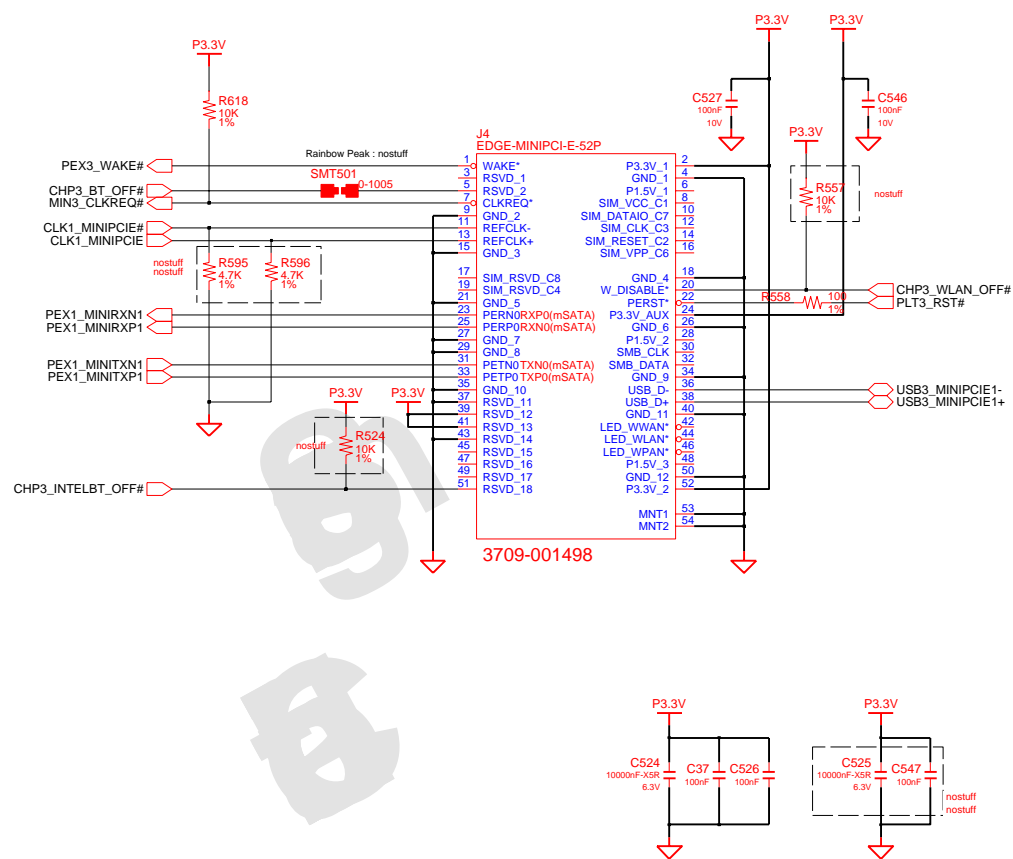 P3.3V
P3.3V
P3.3V
R618
10K
1%
C527
100nF
10V
C546
100nF
10V
P3.3V
R557
10K
1%
nostuff
J4
EDGE-MINIPCI-E-52P
Rainbow Peak : nostuff
SMT501
0-1005
PEX3_WAKE#
CHP3_BT_OFF#
MIN3_CLKREQ#
CLK1_MINIPCIE#
CLK1_MINIPCIE
nostuff
nostuff
R595
4.7K
1%
R596
4.7K
1%
PEX1_MINIRXN1
PEX1_MINIRXP1
PEX1_MINITXN1
PEX1_MINITXP1
P3.3V
P3.3V
nostuff
R524
10K
1%
CHP3_INTELBT_OFF#
1 WAKE*
3 RSVD_1
5 RSVD_2
7 CLKREQ*
9 GND_2
11 REFCLK-
13 REFCLK+
15 GND_3
17 SIM_RSVD_C8
19 SIM_RSVD_C4
21 GND_5
23 PERN0 RXP0(mSATA)
25 PERP0 RXN0(mSATA)
27 GND_7
29 GND_8
31 PETN0 TXN0(mSATA)
33 PETP0 TXP0(mSATA)
35 GND_10
37 RSVD_11
39 RSVD_12
41 RSVD_13
43 RSVD_14
45 RSVD_15
47 RSVD_16
49 RSVD_17
51 RSVD_18
P3.3V_1 2
GND_1 4
P1.5V_1 6
SIM_VCC_C1 8
SIM_DATAIO_C7 10
SIM_CLK_C3 12
SIM_RESET_C2 14
SIM_VPP_C6 16
GND_4 18
W_DISABLE* 20
PERST* 22
P3.3V_AUX 24
GND_6 26
P1.5V_2 28
SMB_CLK 30
SMB_DATA 32
GND_9 34
USB_D- 36
USB_D+ 38
GND_11 40
LED_WWAN* 42
LED_WLAN* 44
LED_WPAN* 46
P1.5V_3 48
GND_12 50
P3.3V_2 52
MNT1 53
MNT2 54
3709-001498
CHP3_WLAN_OFF#
R558
100
1%
PLT3_RST#
USB3_MINIPCIE1-
USB3_MINIPCIE1+
P3.3V
C524
10000nF-X5R
6.3V
C37
100nF
C526
100nF
P3.3V
C525
10000nF-X5R
6.3V
C547
100nF
nostuff
nostuff